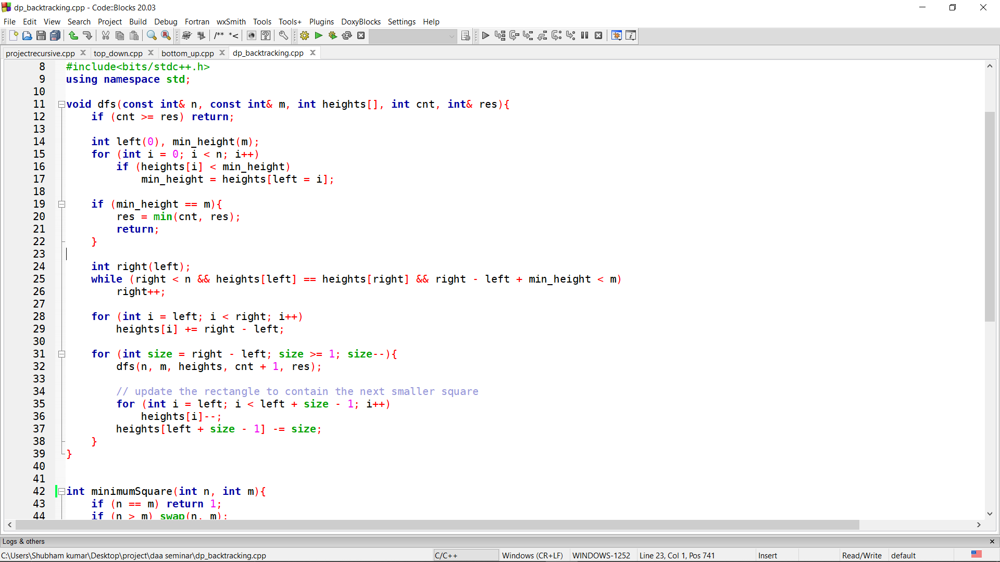 dp_backtracking.cpp - Code::Blocks 20.03
File Edit View Search Project Build Debug Fortran wxSmith Tools Tools+ Plugins DoxyBlocks Settings Help
/** *<
projectrecursive.cpp top_down.cpp bottom_up.cpp dp_backtracking.cpp
8 #include<bits/stdc++.h>
9 using namespace std;
10
11 void dfs(const int& n, const int& m, int heights[], int cnt, int& res){
12     if (cnt >= res) return;
13
14     int left(0), min_height(m);
15     for (int i = 0; i < n; i++)
16         if (heights[i] < min_height)
17             min_height = heights[left = i];
18
19     if (min_height == m){
20         res = min(cnt, res);
21         return;
22     }
23
24     int right(left);
25     while (right < n && heights[left] == heights[right] && right - left + min_height < m)
26         right++;
27
28     for (int i = left; i < right; i++)
29         heights[i] += right - left;
30
31     for (int size = right - left; size >= 1; size--){
32         dfs(n, m, heights, cnt + 1, res);
33
34         // update the rectangle to contain the next smaller square
35         for (int i = left; i < left + size - 1; i++)
36             heights[i]--;
37         heights[left + size - 1] -= size;
38     }
39 }
40
41
42 int minimumSquare(int n, int m){
43     if (n == m) return 1;
44     if (n > m) swap(n, m);
Logs & others
C:\Users\Shubham kumar\Desktop\project\daa seminar\dp_backtracking.cpp C/C++ Windows (CR+LF) WINDOWS-1252 Line 23, Col 1, Pos 741 Insert Read/Write default